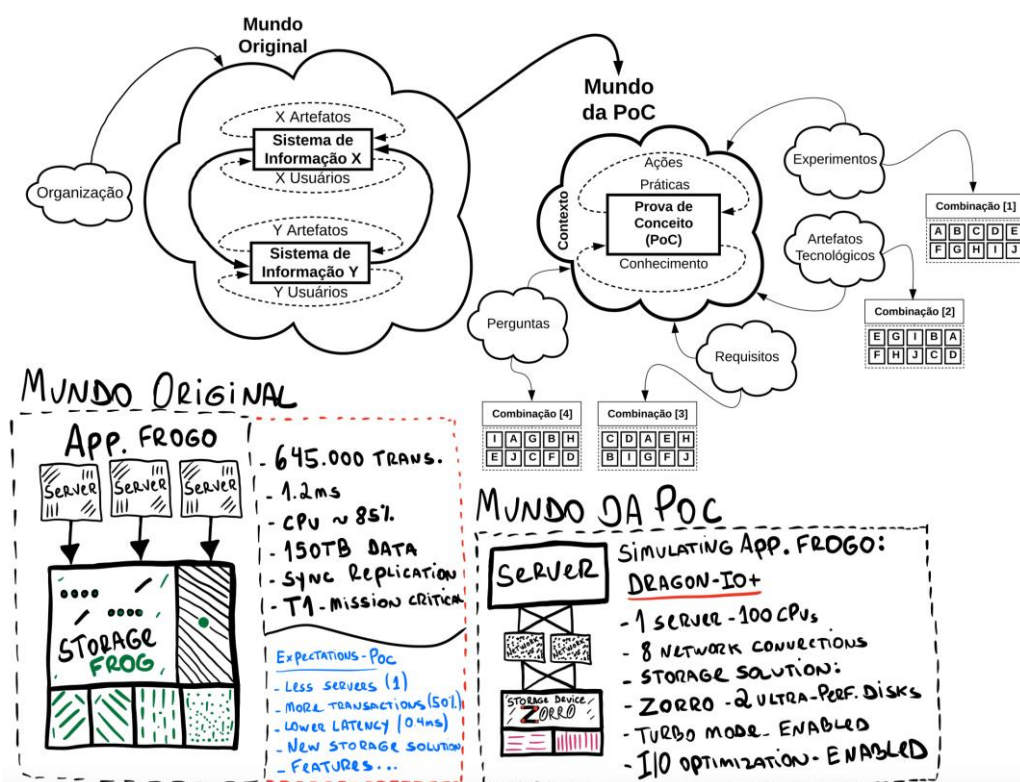 Mundo
Original
X Artefatos
Sistema de
Informação X
X Usuários
Y Artefatos
Sistema de
Informação Y
Y Usuários
Organização
Mundo
da PoC
Contexto
Ações
Práticas
Prova de
Conceito
(PoC)
Conhecimento
Experimentos
Combinação [1]
A B C D E
F G H I J
Artefatos
Tecnológicos
Combinação [2]
E G I B A
F H J C D
Perguntas
Requisitos
Combinação [4]
I A G B H
E J C F D
Combinação [3]
C D A E H
B I G F J
MUNDO ORIGINAL
APP. FROGO
SERVER SERVER SERVER
STORAGE
FROG
- 645.000 TRANS.
- 1.2ms
- CPU ~ 85%
- 150TB DATA
- SYNC REPLICATION
- T1 - MISSION CRITICAL
EXPECTATIONS - POC
- LESS SERVERS (1)
- MORE TRANSACTIONS (50%)
- LOWER LATENCY (0.4ms)
- NEW STORAGE SOLUTION
- FEATURES...
MUNDO DA POC
SERVER
NETWORK NETWORK
STORAGE DEVICE
ZORRO
SIMULATING APP. FROGO:
DRAGON-IO+
- 1 SERVER - 100 CPUs
- 8 NETWORK CONNECTIONS
- STORAGE SOLUTION:
- ZORRO - 2 ULTRA-PERF. DISKS
- TURBO MODE - ENABLED
- I/O OPTIMIZATION - ENABLED